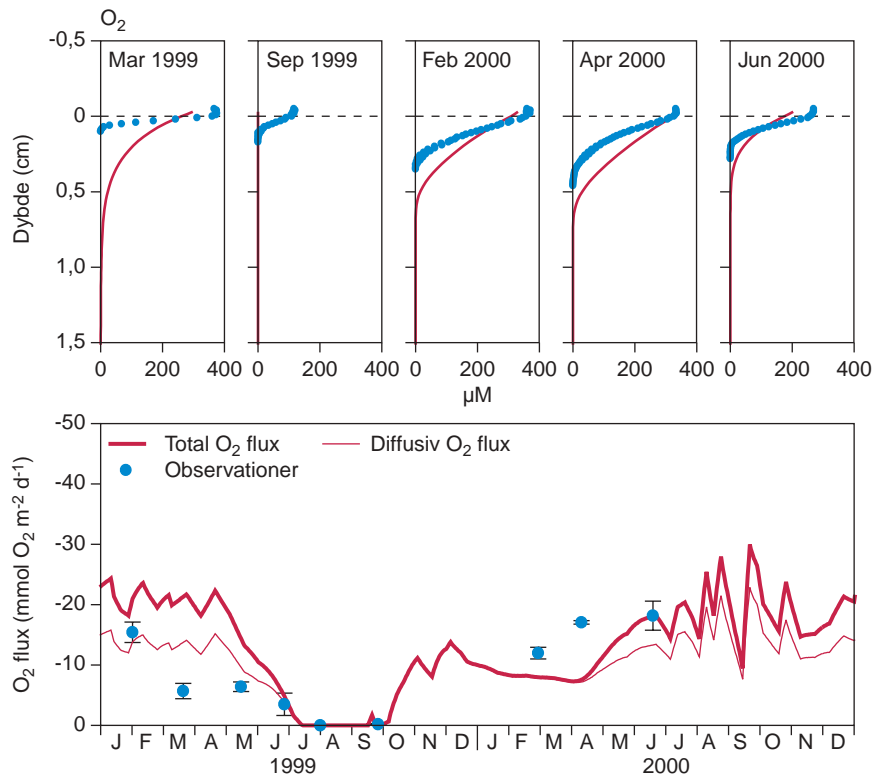 O₂
Mar 1999
Sep 1999
Feb 2000
Apr 2000
Jun 2000
-0,5
0
0,5
1,0
1,5
Dybde (cm)
0 200 400
0 200 400
0 200 400
0 200 400
0 200 400
µM
-50
-40
-30
-20
-10
0
O₂ flux (mmol O₂ m⁻² d⁻¹)
Total O₂ flux
Diffusiv O₂ flux
Observationer
J F M A M J J A S O N D J F M A M J J A S O N D
1999 2000